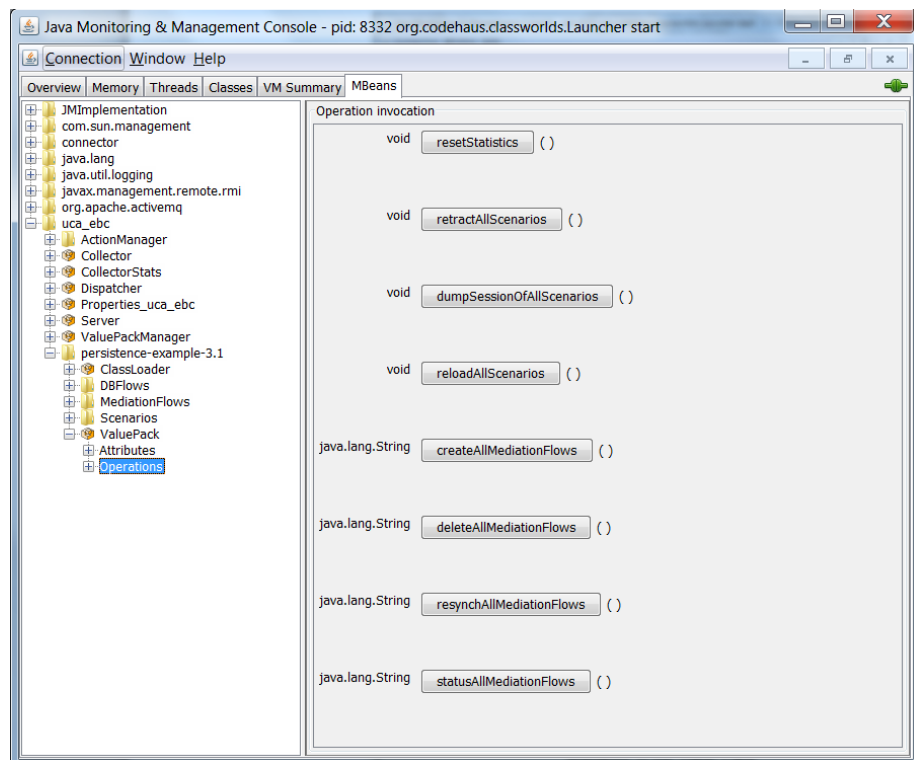 Java Monitoring & Management Console - pid: 8332 org.codehaus.classworlds.Launcher start
Connection Window Help
Overview Memory Threads Classes VM Summary MBeans
JMImplementation
com.sun.management
connector
java.lang
java.util.logging
javax.management.remote.rmi
org.apache.activemq
uca_ebc
ActionManager
Collector
CollectorStats
Dispatcher
Properties_uca_ebc
Server
ValuePackManager
persistence-example-3.1
ClassLoader
DBFlows
MediationFlows
Scenarios
ValuePack
Attributes
Operations
Operation invocation
void resetStatistics ( )
void retractAllScenarios ( )
void dumpSessionOfAllScenarios ( )
void reloadAllScenarios ( )
java.lang.String createAllMediationFlows ( )
java.lang.String deleteAllMediationFlows ( )
java.lang.String resynchAllMediationFlows ( )
java.lang.String statusAllMediationFlows ( )